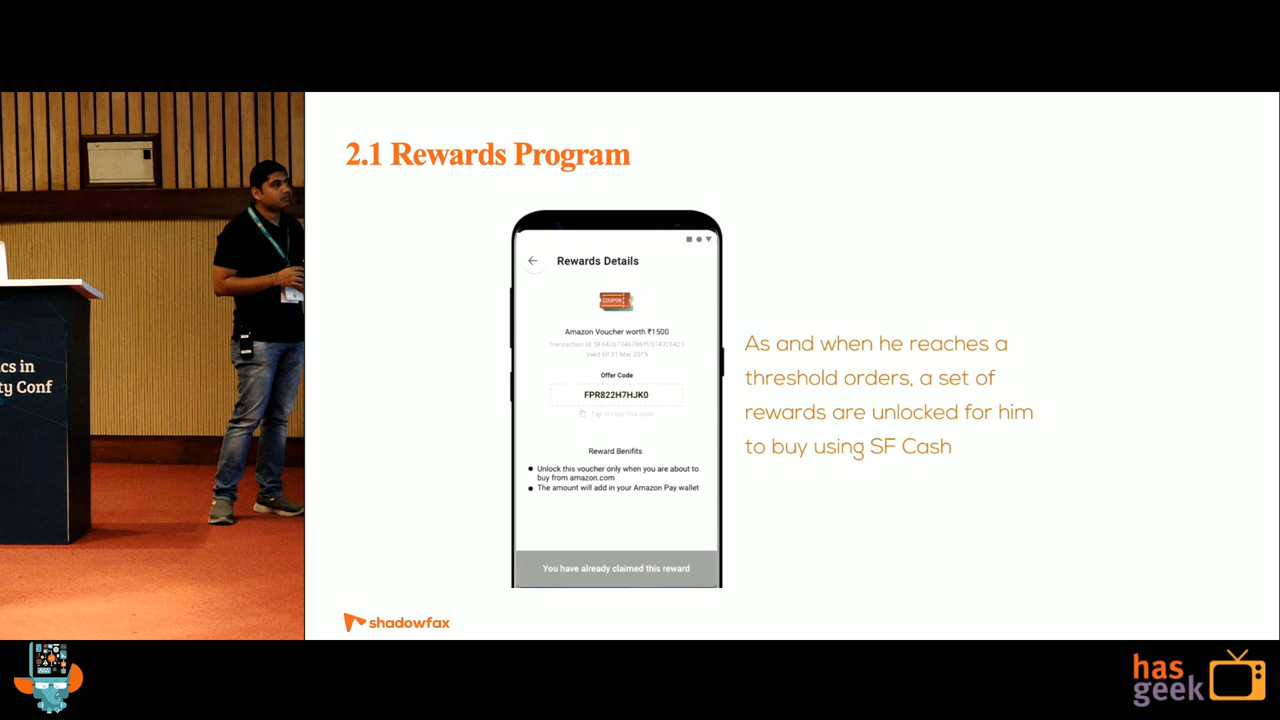 2.1 Rewards Program
Rewards Details
COUPON
Amazon Voucher worth ₹1500
Valid till 31 Mar 2019
Offer Code
FPR822H7HJK0
Tap to copy this code
Reward Benifits
Unlock this voucher only when you are about to
buy from amazon.com
The amount will add in your Amazon Pay wallet
You have already claimed this reward
As and when he reaches a
threshold orders, a set of
rewards are unlocked for him
to buy using SF Cash
cs in
ty Conf
shadowfax
has
geek